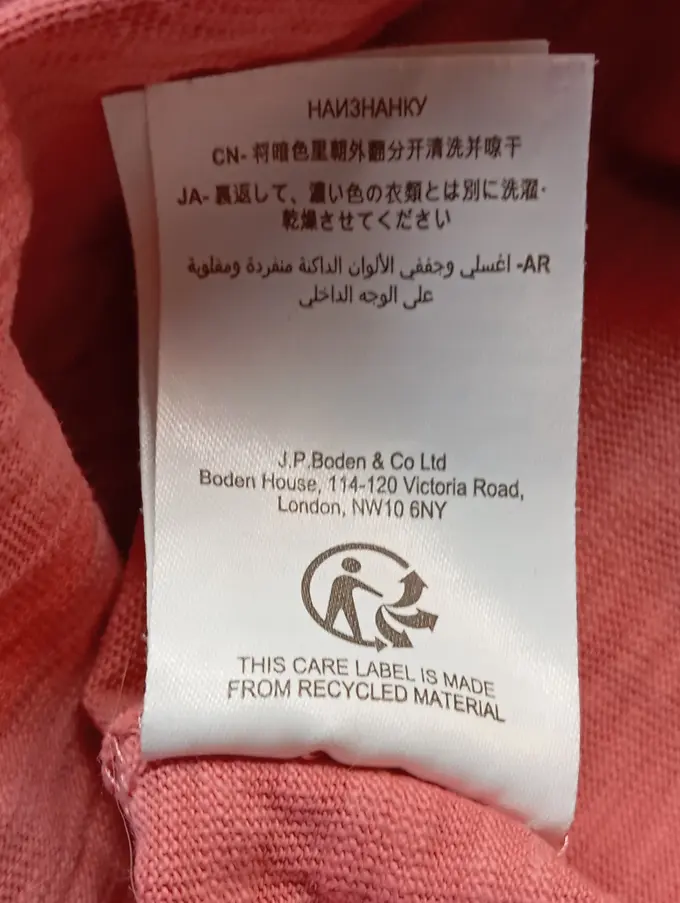 НАИЗНАНКУ
CN- 将暗色里朝外翻分开清洗并晾干
JA- 裏返して、濃い色の衣類とは別に洗濯·
乾燥させてください
AR- اغسلي وجففي الألوان الداكنة منفردة ومقلوبة
على الوجه الداخلي
J.P.Boden & Co Ltd
Boden House, 114-120 Victoria Road,
London, NW10 6NY
THIS CARE LABEL IS MADE
FROM RECYCLED MATERIAL